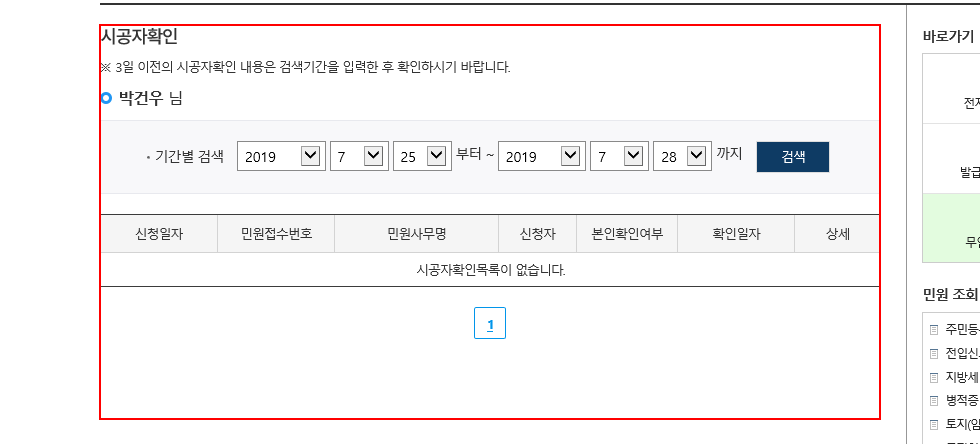 시공자확인
※ 3일 이전의 시공자확인 내용은 검색기간을 입력한 후 확인하시기 바랍니다.
박건우 님
· 기간별 검색 2019 7 25 부터 ~ 2019 7 28 까지 검색
신청일자 민원접수번호 민원사무명 신청자 본인확인여부 확인일자 상세
시공자확인목록이 없습니다.
1
바로가기
발급
민원 조회
주민등
전입신
지방세
병적증
토지(임